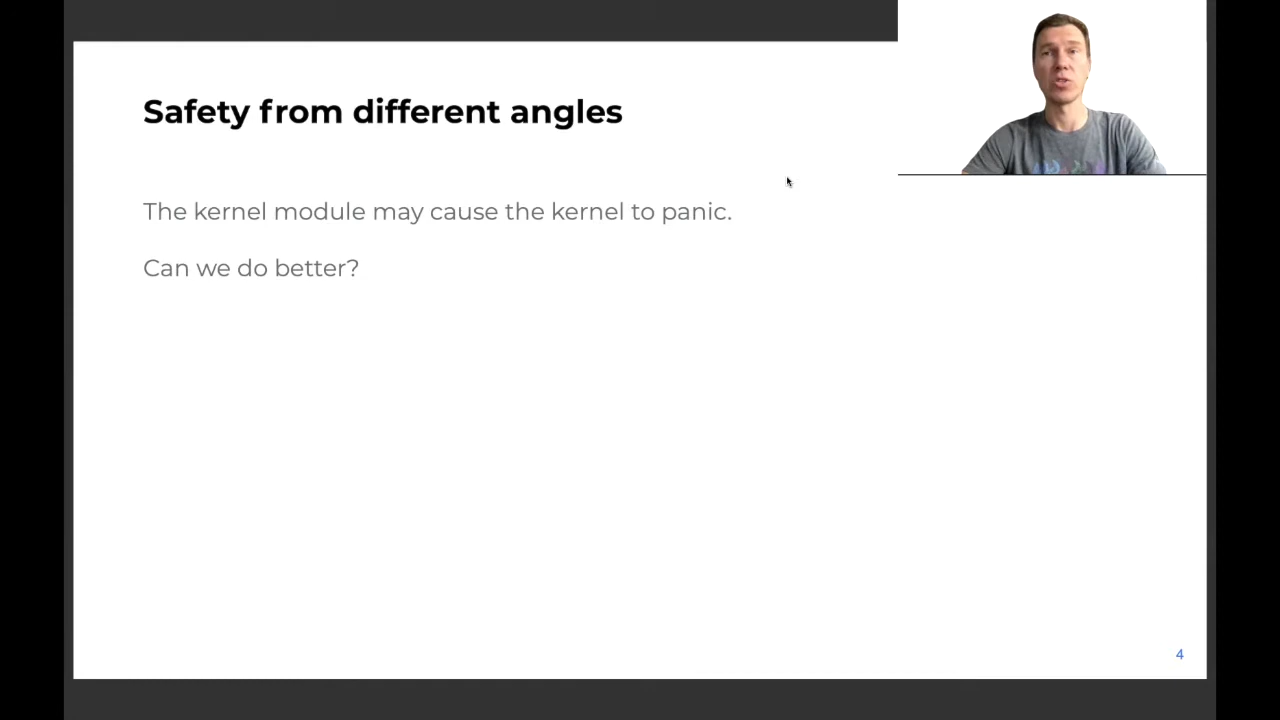 Safety from different angles
The kernel module may cause the kernel to panic.
Can we do better?
4